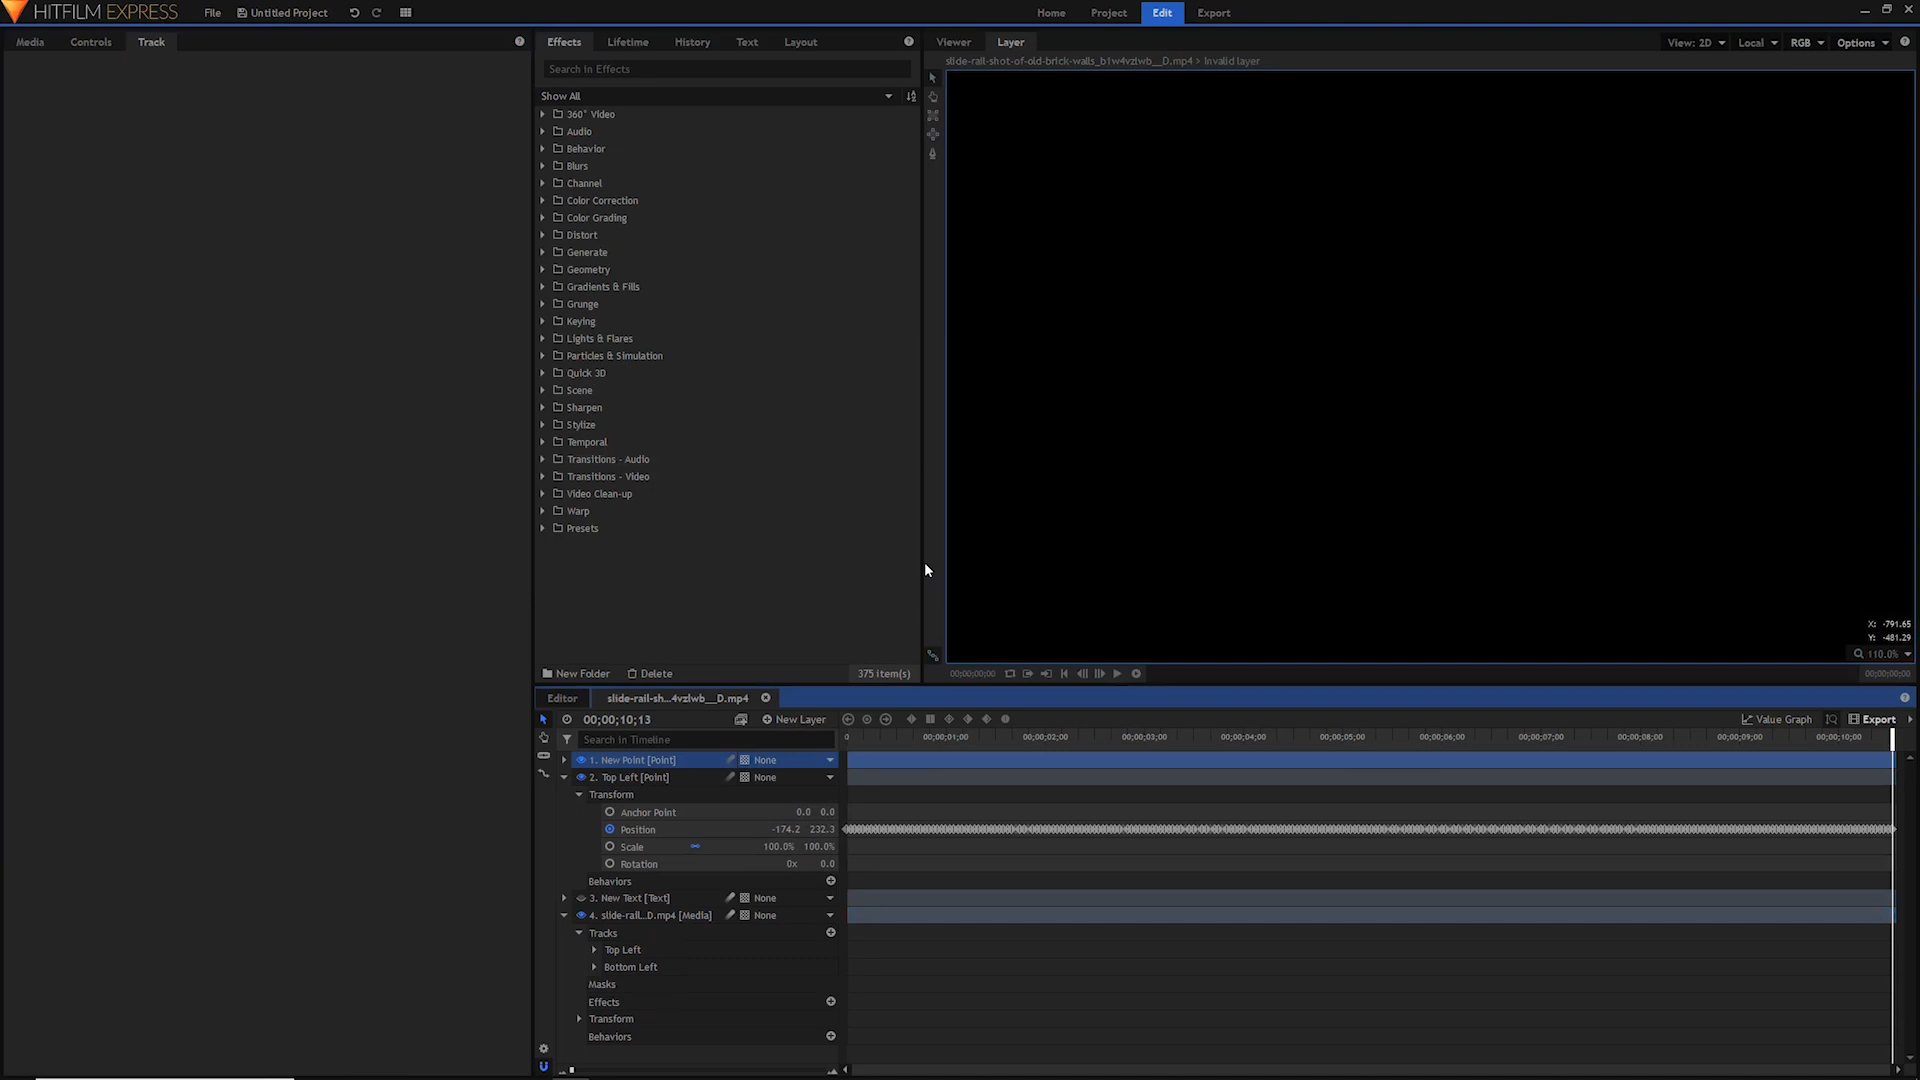 HITFILM EXPRESS
File
Untitled Project
Home
Project
Edit
Export
Media
Controls
Track
Effects
Lifetime
History
Text
Layout
Viewer
Layer
View: 2D
Local
RGB
Options
slide-rail-shot-of-old-brick-walls_b1w4vzlwb__D.mp4 > Invalid layer
Search in Effects
Show All
360° Video
Audio
Behavior
Blurs
Channel
Color Correction
Color Grading
Distort
Generate
Geometry
Gradients & Fills
Grunge
Keying
Lights & Flares
Particles & Simulation
Quick 3D
Scene
Sharpen
Stylize
Temporal
Transitions - Audio
Transitions - Video
Video Clean-up
Warp
Presets
X: -791.65
Y: -481.29
110.0%
New Folder
Delete
375 item(s)
00;00;00;00
00;00;00;00
Editor
slide-rail-sh...4vzlwb__D.mp4
00;00;10;13
New Layer
Value Graph
Export
Search in Timeline
0
00;00;01;00
00;00;02;00
00;00;03;00
00;00;04;00
00;00;05;00
00;00;06;00
00;00;07;00
00;00;08;00
00;00;09;00
00;00;10;00
1. New Point [Point] None
2. Top Left [Point] None
Transform
Anchor Point 0.0 0.0
Position -174.2 232.3
Scale 100.0% 100.0%
Rotation 0x 0.0
Behaviors
3. New Text [Text] None
4. slide-rail...D.mp4 [Media] None
Tracks
Top Left
Bottom Left
Masks
Effects
Transform
Behaviors